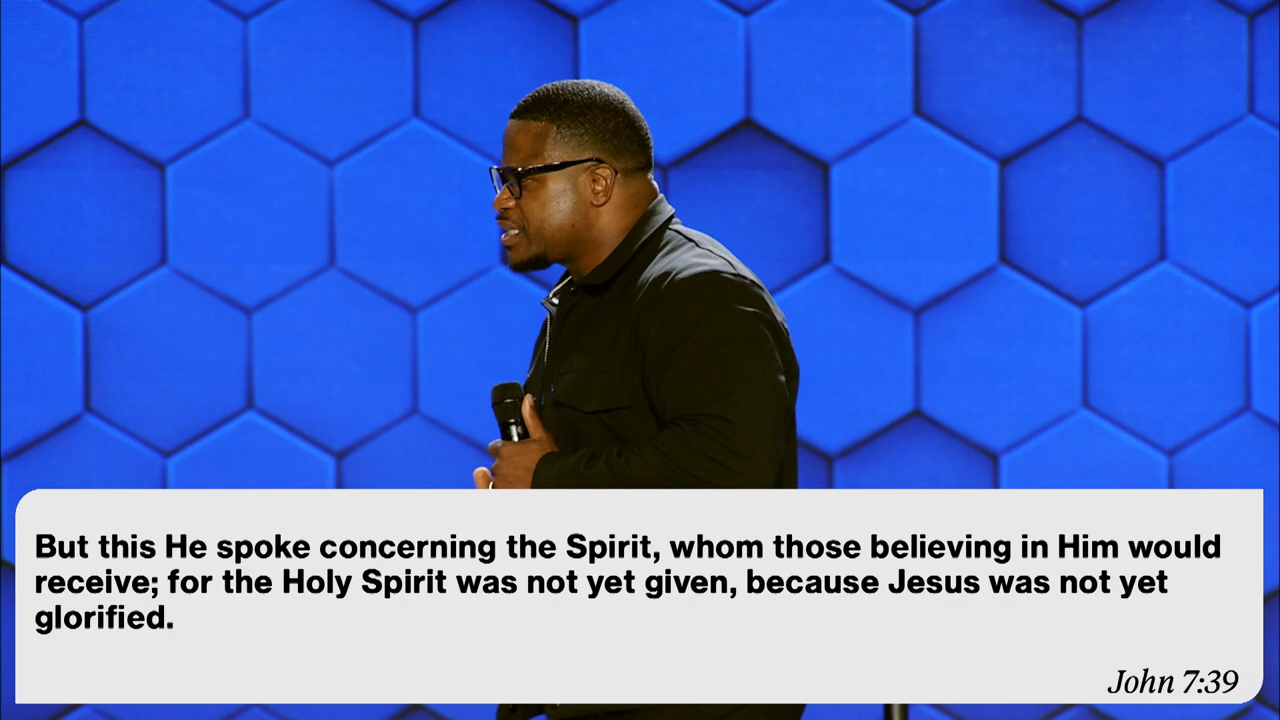 But this He spoke concerning the Spirit, whom those believing in Him would
receive; for the Holy Spirit was not yet given, because Jesus was not yet
glorified.
John 7:39